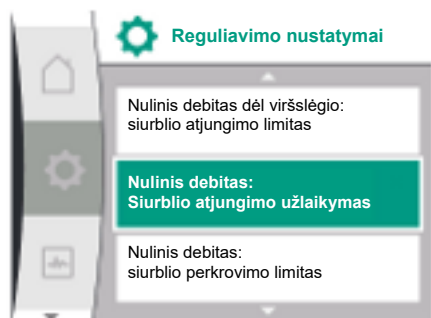 Reguliavimo nustatymai
Nulinis debitas dėl viršslėgio:
siurblio atjungimo limitas
Nulinis debitas:
Siurblio atjungimo užlaikymas
Nulinis debitas:
siurblio perkrovimo limitas